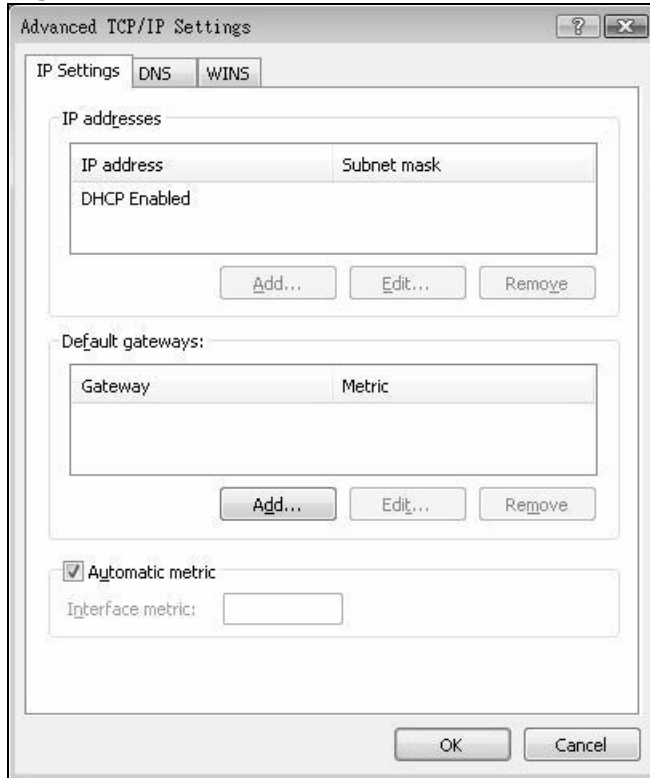 Advanced TCP/IP Settings
IP Settings DNS WINS
IP addresses
IP address Subnet mask
DHCP Enabled
Add... Edit... Remove
Default gateways:
Gateway Metric
Add... Edit... Remove
Automatic metric
Interface metric:
OK Cancel